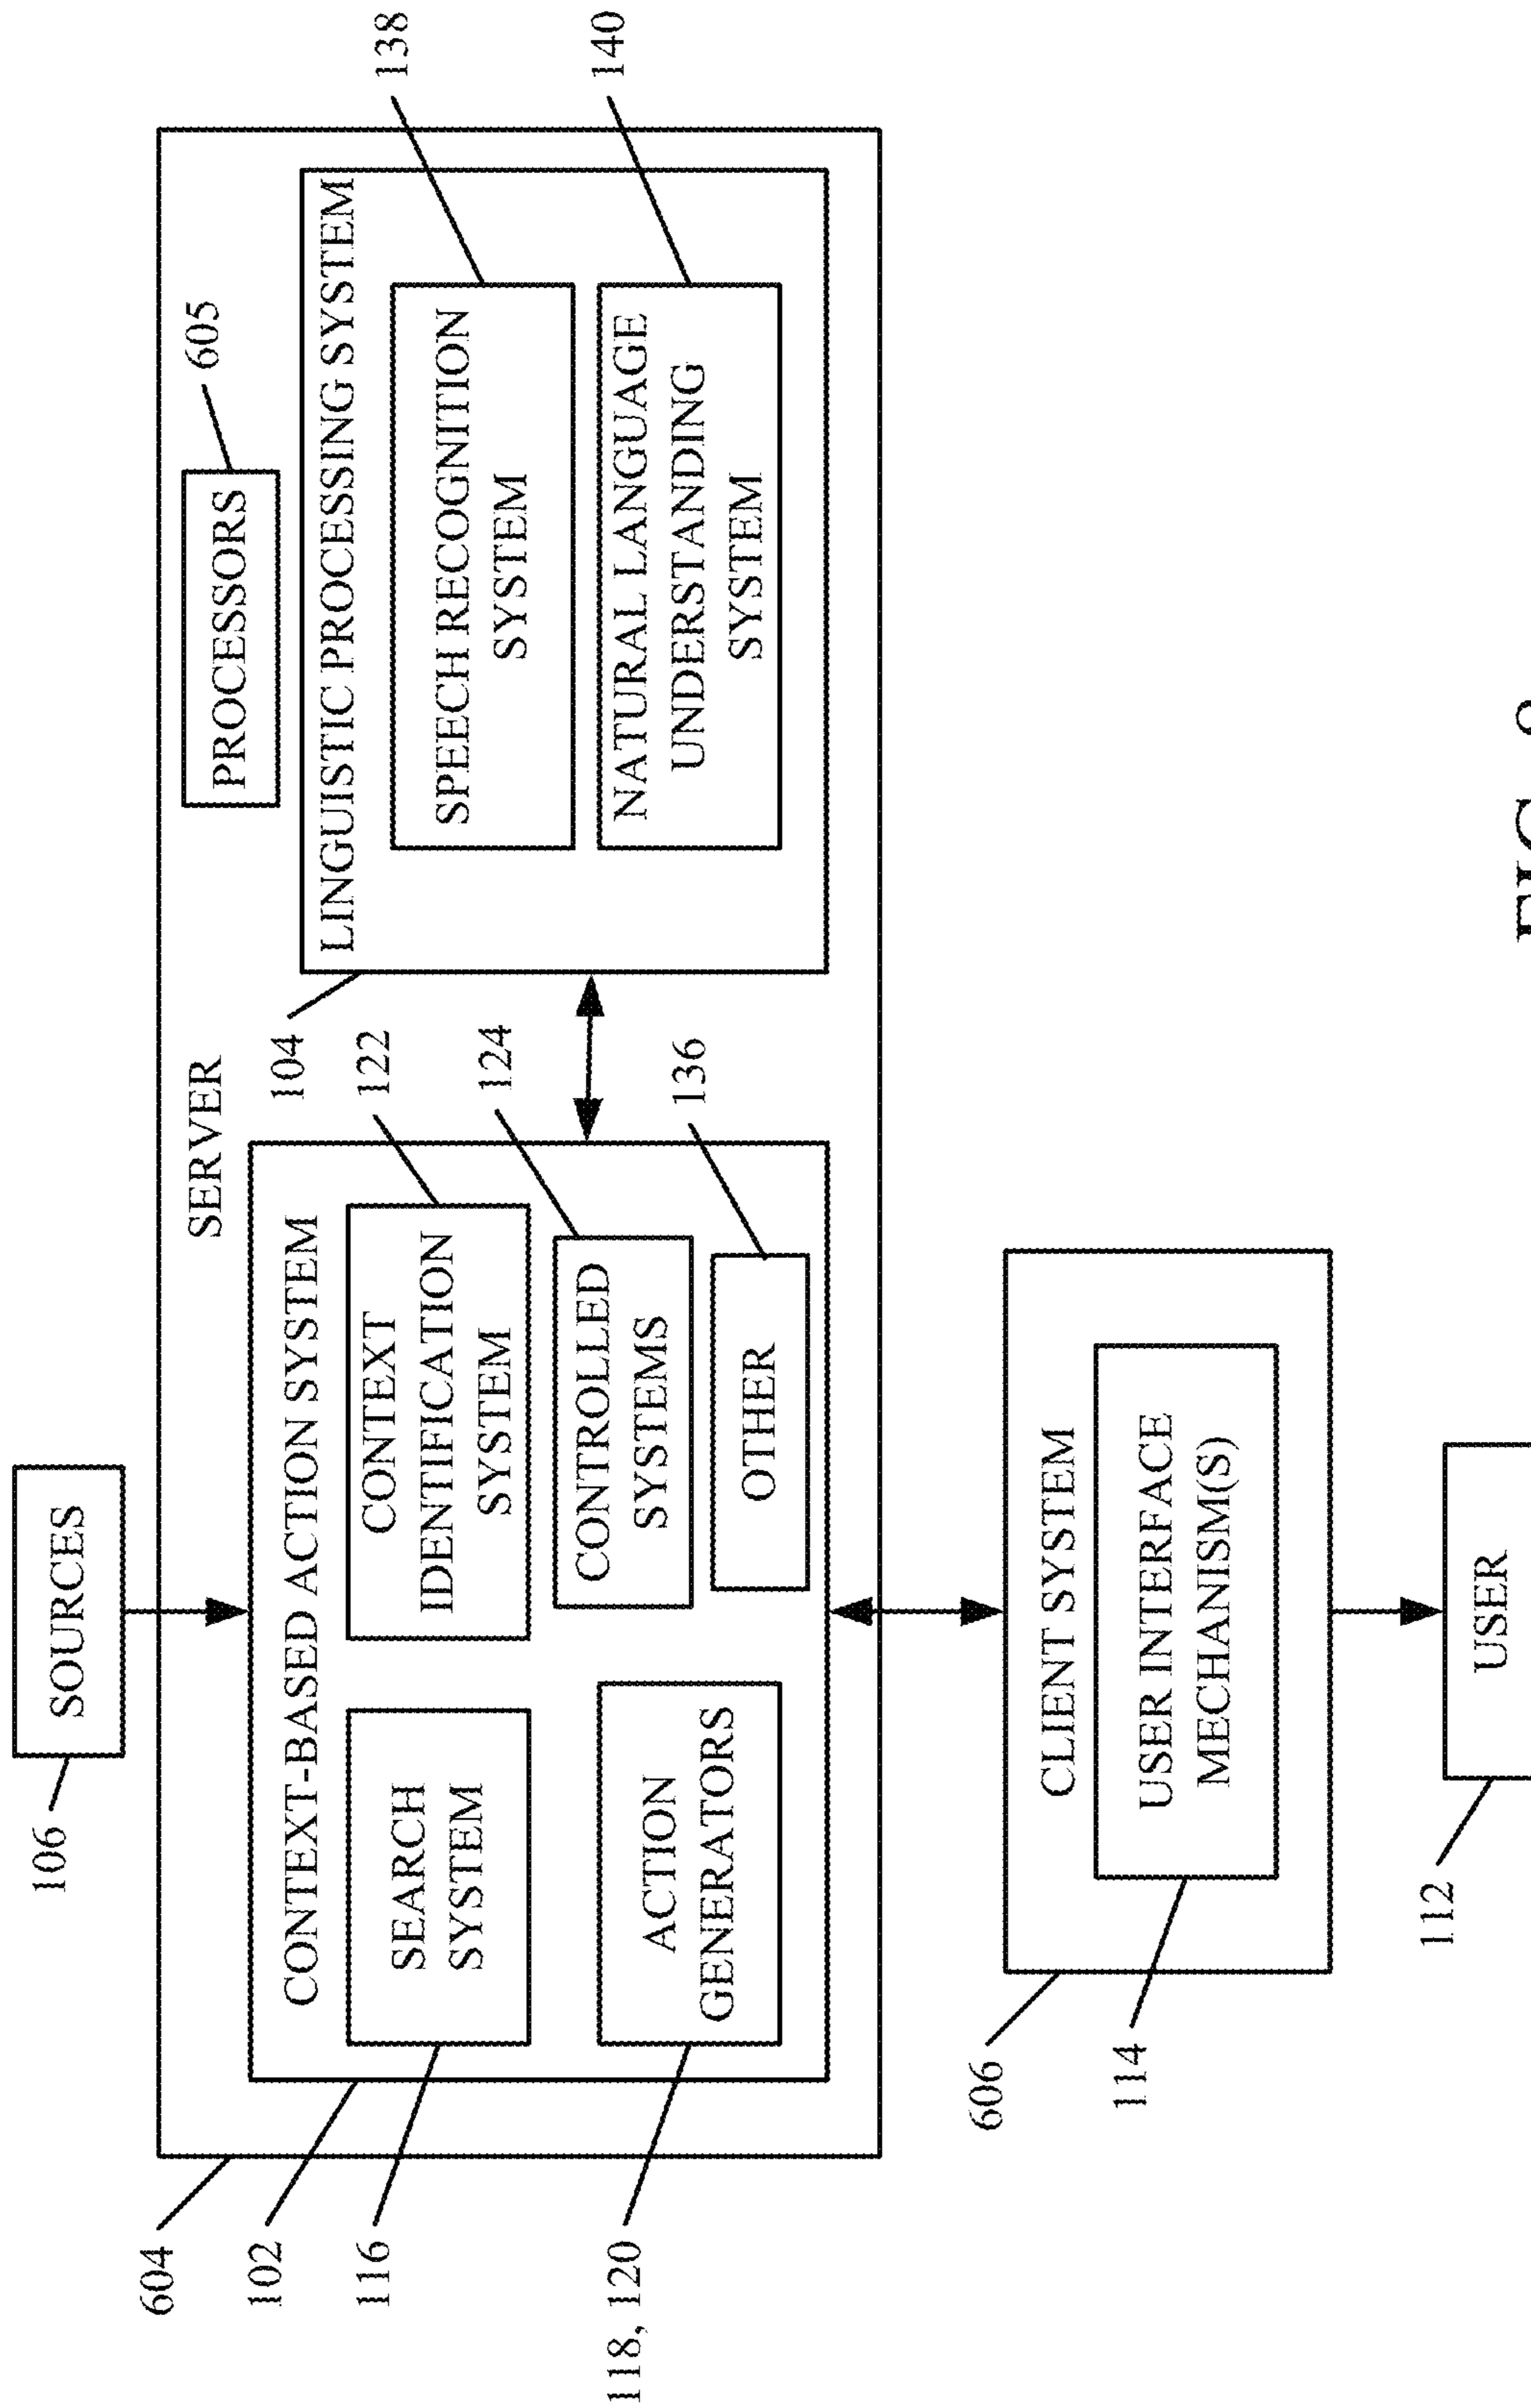 SOURCES
106
SERVER
604
PROCESSORS
605
CONTEXT-BASED ACTION SYSTEM
102
SEARCH
SYSTEM
116
CONTEXT
IDENTIFICATION
SYSTEM
122
ACTION
GENERATORS
118, 120
CONTROLLED
SYSTEMS
124
OTHER
136
LINGUISTIC PROCESSING SYSTEM
104
SPEECH RECOGNITION
SYSTEM
138
NATURAL LANGUAGE
UNDERSTANDING
SYSTEM
140
CLIENT SYSTEM
606
USER INTERFACE
MECHANISM(S)
114
USER
112
FIG.